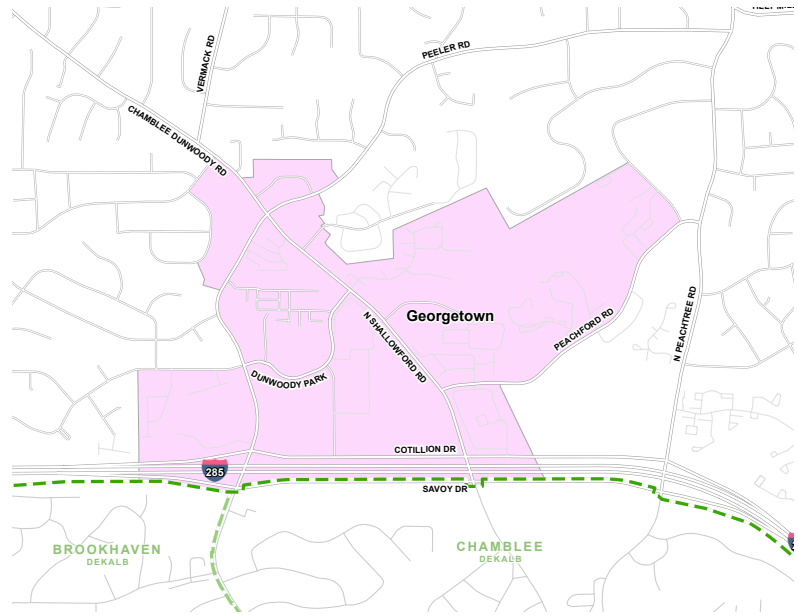 PEELER RD
VERMACK RD
CHAMBLEE DUNWOODY RD
Georgetown
N SHALLOWFORD RD
PEACHFORD RD
N PEACHTREE RD
DUNWOODY PARK
COTILLION DR
285
SAVOY DR
BROOKHAVEN
DEKALB
CHAMBLEE
DEKALB